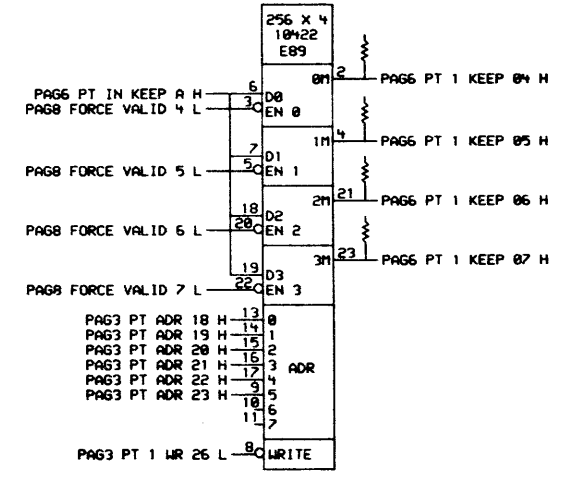 256 X 4
10422
E89
0M 2 PAG6 PT 1 KEEP 04 H
PAG6 PT IN KEEP A H 6 D0
PAG8 FORCE VALID 4 L 3 EN 0
1M 4 PAG6 PT 1 KEEP 05 H
7 D1
PAG8 FORCE VALID 5 L 5 EN 1
2M 21 PAG6 PT 1 KEEP 06 H
18 D2
PAG8 FORCE VALID 6 L 20 EN 2
3M 23 PAG6 PT 1 KEEP 07 H
19 D3
PAG8 FORCE VALID 7 L 22 EN 3
PAG3 PT ADR 18 H 13 0
PAG3 PT ADR 19 H 14 1
PAG3 PT ADR 20 H 15 2
PAG3 PT ADR 21 H 16 3 ADR
PAG3 PT ADR 22 H 17 4
PAG3 PT ADR 23 H 9 5
10 6
11 7
PAG3 PT 1 WR 26 L 8 WRITE